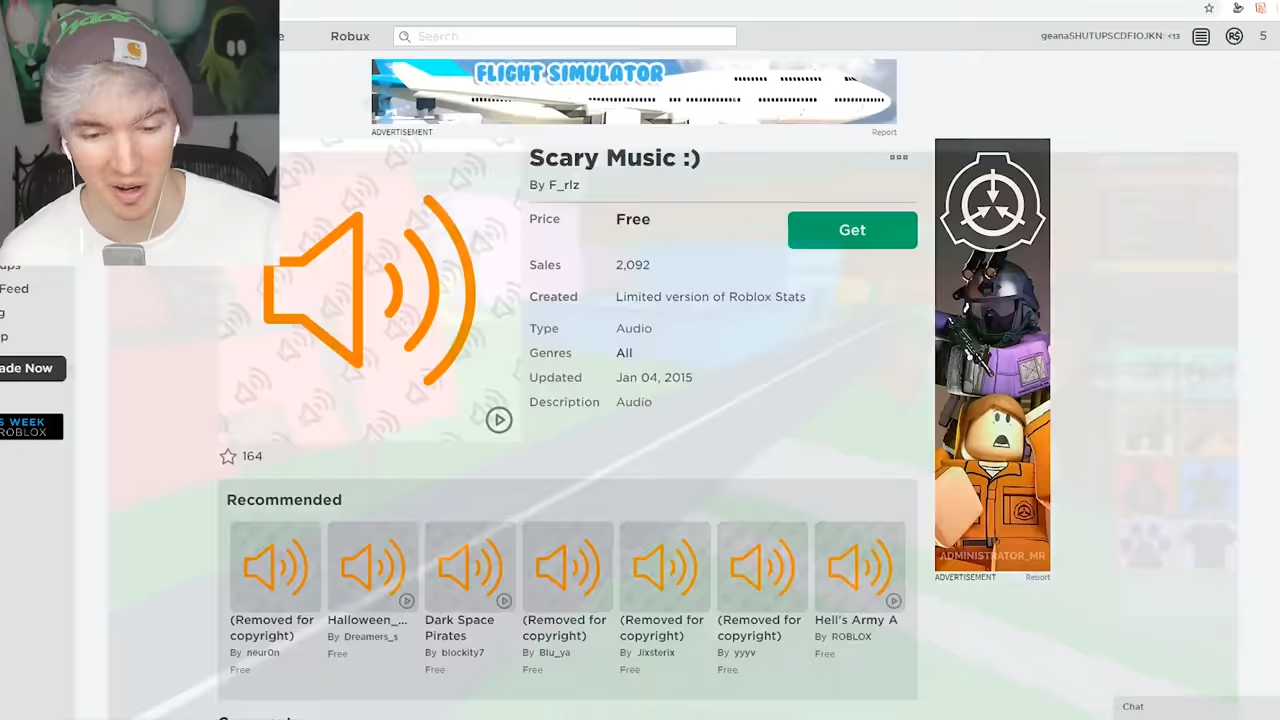 Robux
Search
geanaSHUTUPSCDFIOJKN: <13
5
FLIGHT SIMULATOR
ADVERTISEMENT
Report
Scary Music :)
By F_rlz
Price
Free
Get
Sales
2,092
Created
Limited version of Roblox Stats
Type
Audio
Genres
All
Updated
Jan 04, 2015
Description
Audio
Feed
ade Now
S WEEK
ROBLOX
164
ADMINISTRATOR_MR
ADVERTISEMENT
Report
Recommended
(Removed for
copyright)
By neur0n
Free
Halloween_...
By Dreamers_s
Free
Dark Space
Pirates
By blockity7
Free
(Removed for
copyright)
By Blu_ya
Free
(Removed for
copyright)
By Jixsterix
Free
(Removed for
copyright)
By yyyv
Free
Hell's Army A
By ROBLOX
Free
Chat